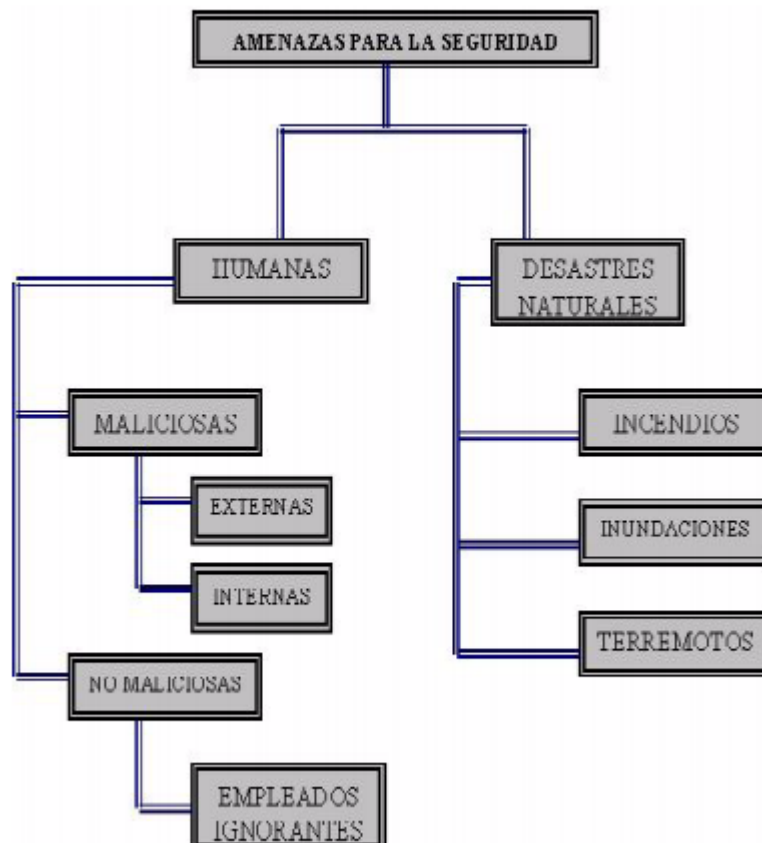 AMENAZAS PARA LA SEGURIDAD
HUMANAS
DESASTRES
NATURALES
MALICIOSAS
INCENDIOS
EXTERNAS
INUNDACIONES
INTERNAS
TERREMOTOS
NO MALICIOSAS
EMPLEADOS
IGNORANTES